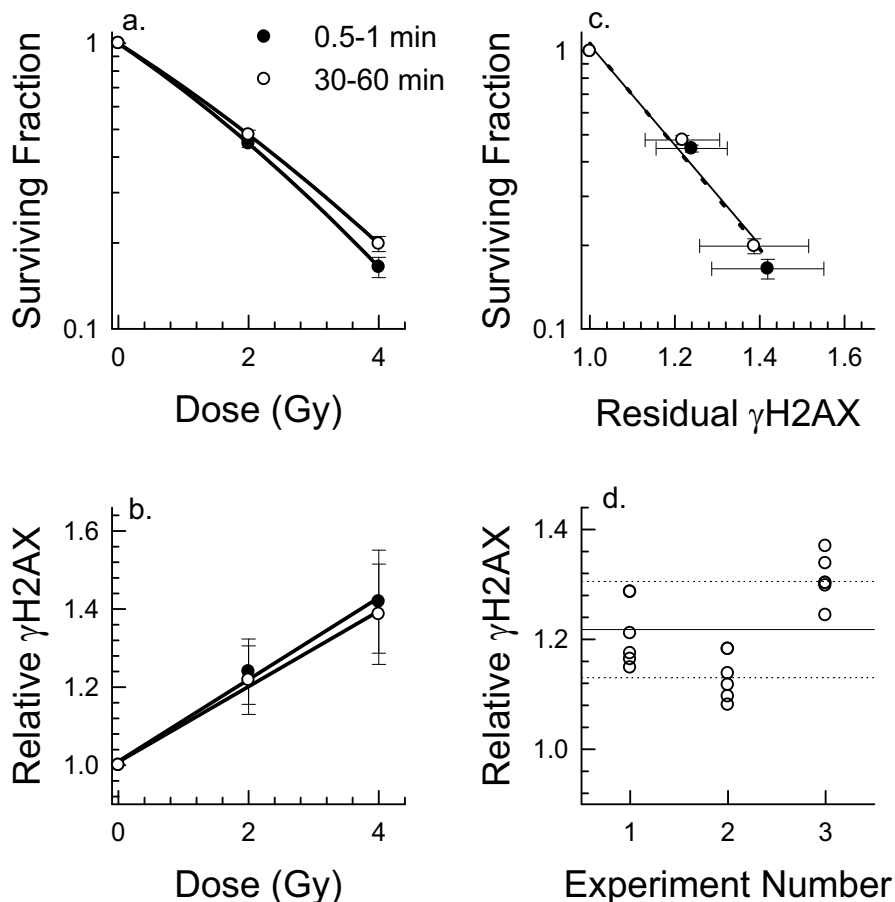 a.
0.5-1 min
30-60 min
1
0.1
Surviving Fraction
0 2 4
Dose (Gy)
c.
1
0.1
Surviving Fraction
1.0 1.2 1.4 1.6
Residual γH2AX
b.
1.6
1.4
1.2
1.0
Relative γH2AX
0 2 4
Dose (Gy)
d.
1.4
1.2
1.0
Relative γH2AX
1 2 3
Experiment Number